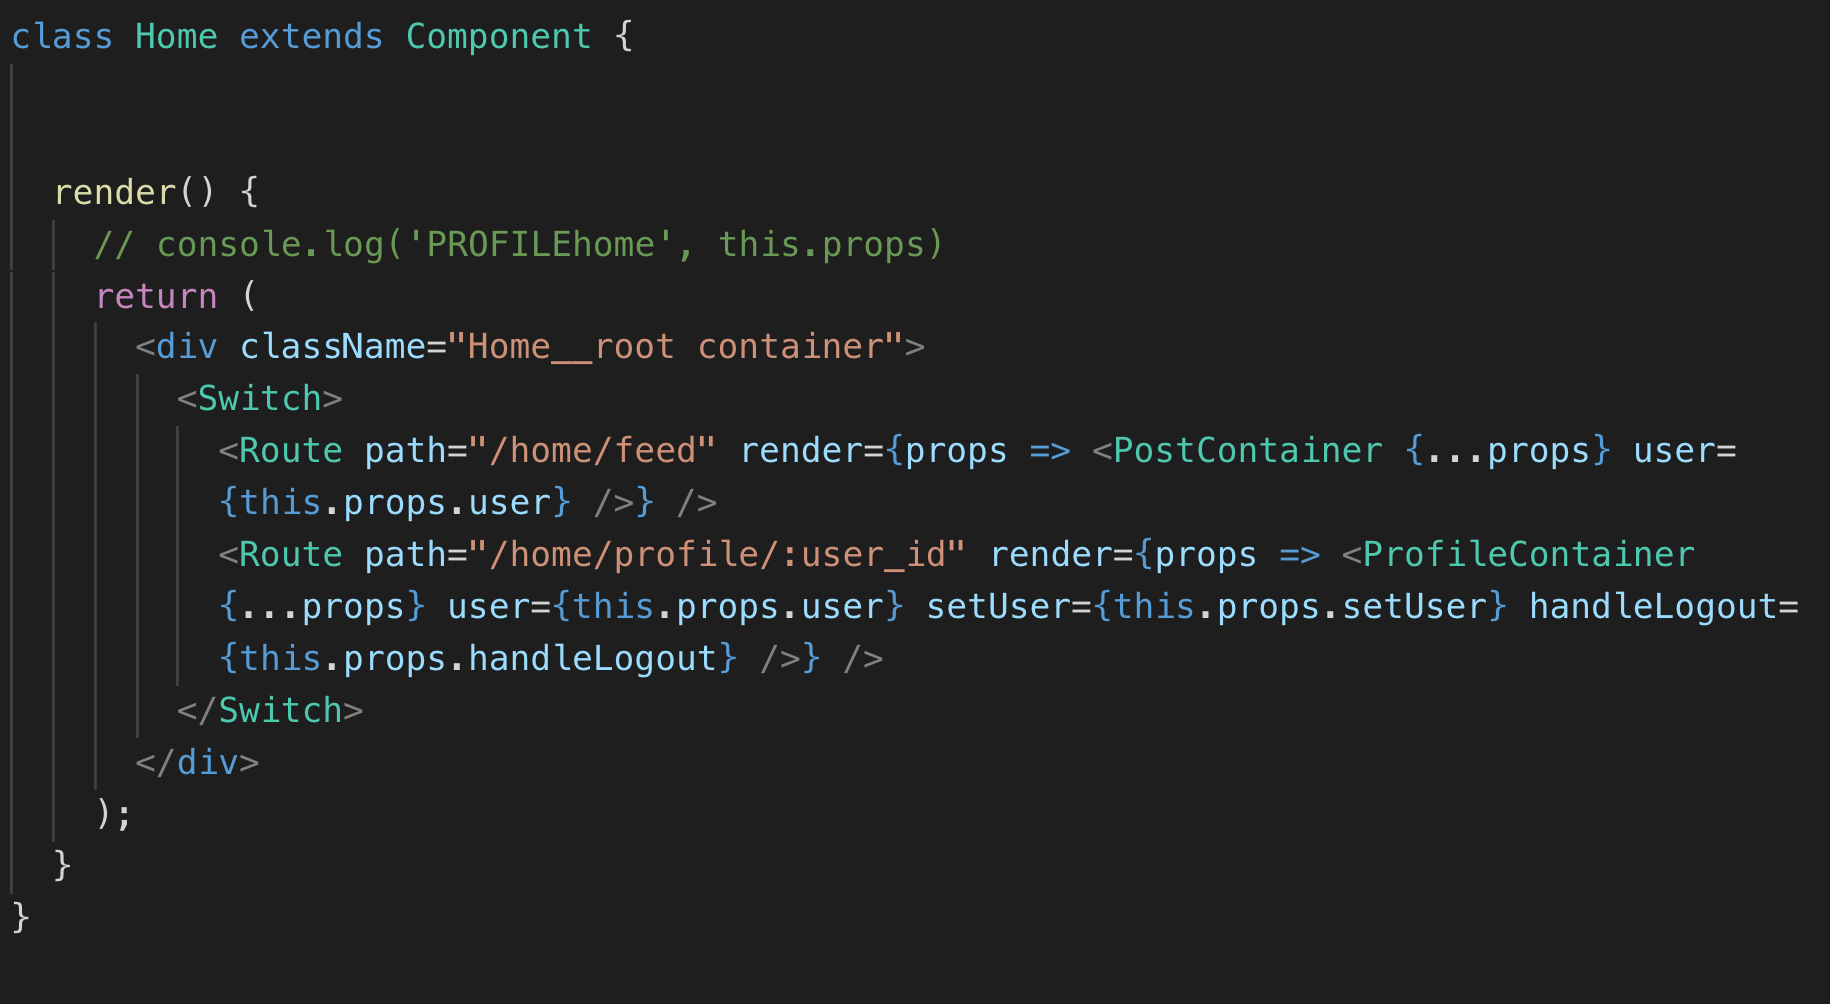 class Home extends Component {
render() {
// console.log('PROFILEhome', this.props)
return (
<div className="Home__root container">
<Switch>
<Route path="/home/feed" render={props => <PostContainer {...props} user=
{this.props.user} />} />
<Route path="/home/profile/:user_id" render={props => <ProfileContainer
{...props} user={this.props.user} setUser={this.props.setUser} handleLogout=
{this.props.handleLogout} />} />
</Switch>
</div>
);
}
}